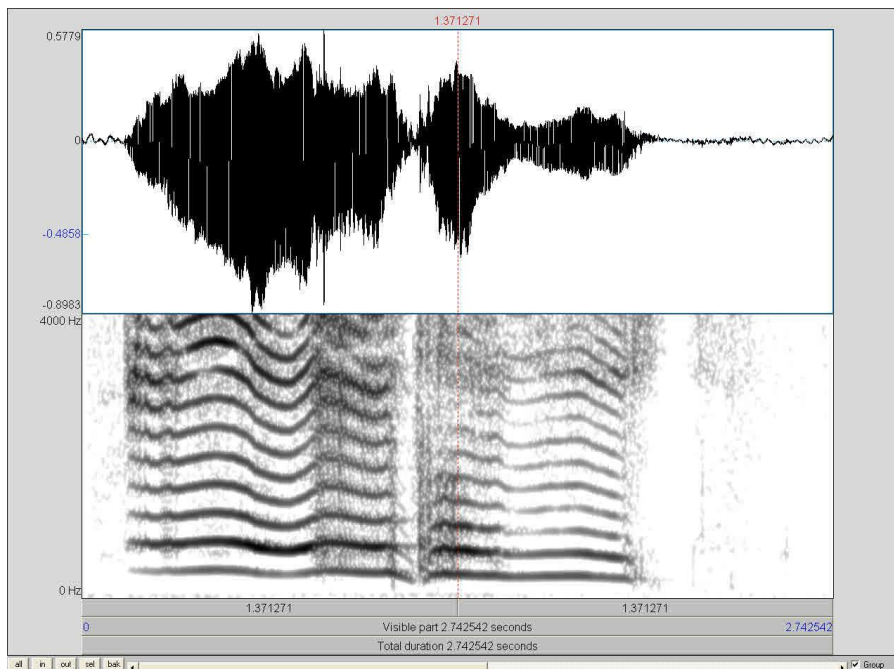 1.371271
0.5779
0
-0.4858
-0.8983
4000 Hz
0 Hz
1.371271 1.371271
0 Visible part 2.742542 seconds 2.742542
Total duration 2.742542 seconds
all in out sel bak Group